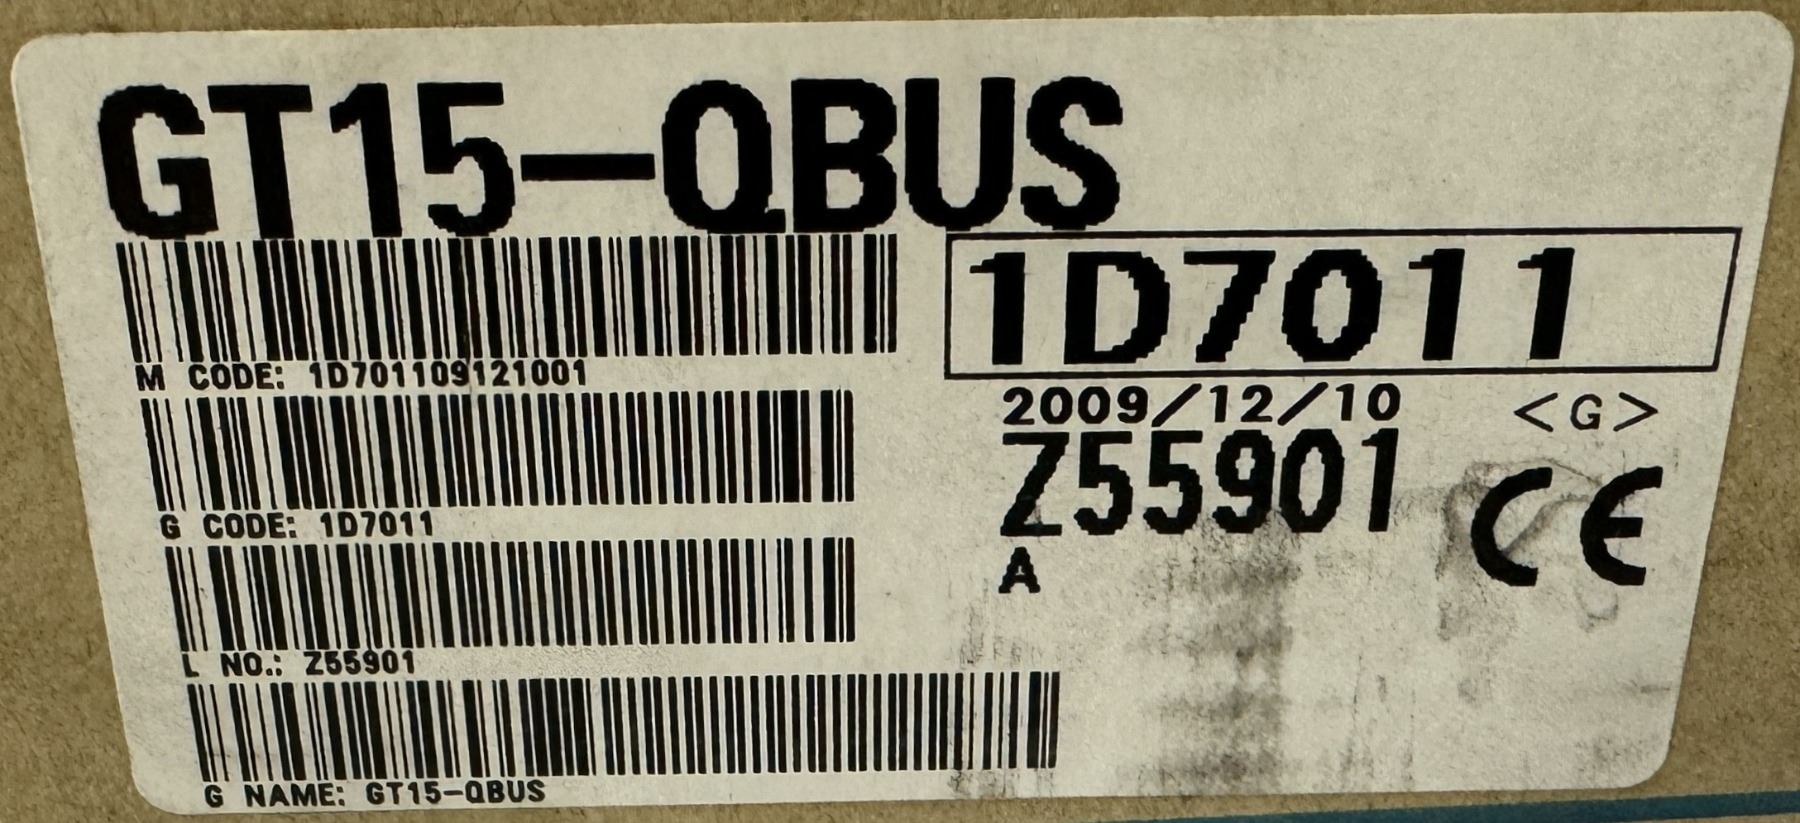 GT15-QBUS
1D7011
M CODE: 1D701109121001
2009/12/10 <G>
Z55901
CE
G CODE: 1D7011
A
L NO.: Z55901
G NAME: GT15-QBUS